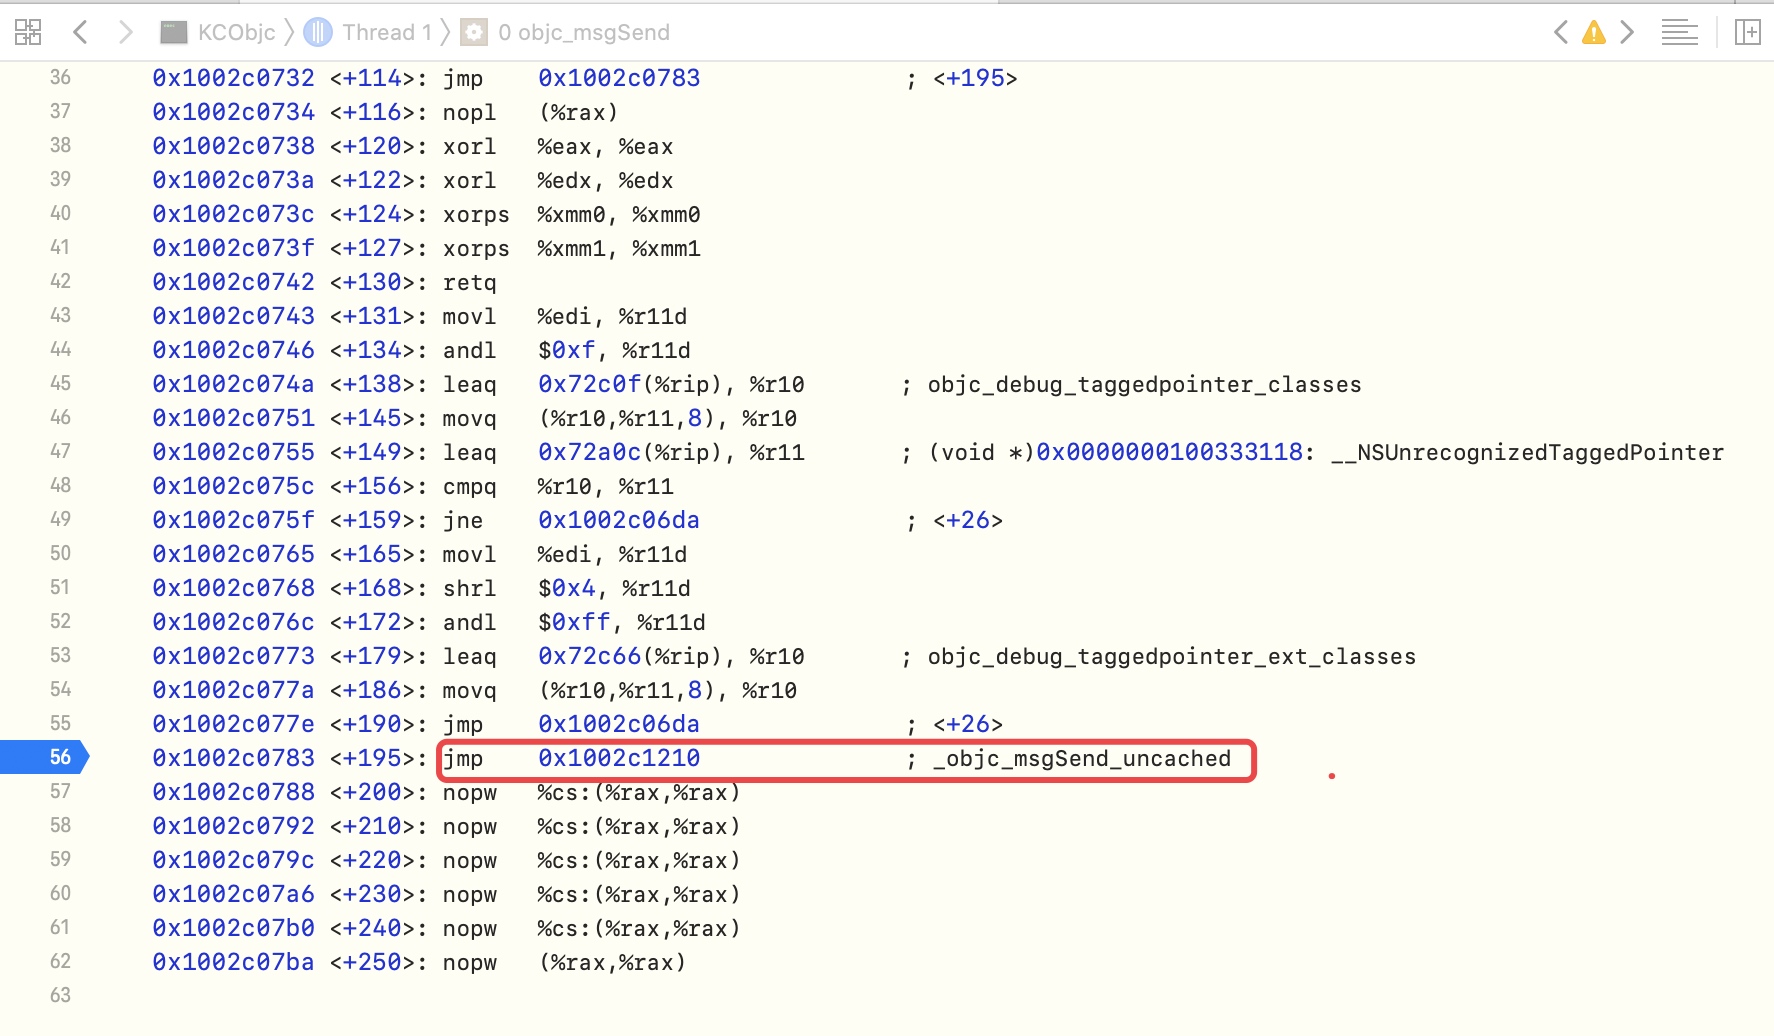 KCObjc Thread 1 0 objc_msgSend
36 0x1002c0732 <+114>: jmp 0x1002c0783 ; <+195>
37 0x1002c0734 <+116>: nopl (%rax)
38 0x1002c0738 <+120>: xorl %eax, %eax
39 0x1002c073a <+122>: xorl %edx, %edx
40 0x1002c073c <+124>: xorps %xmm0, %xmm0
41 0x1002c073f <+127>: xorps %xmm1, %xmm1
42 0x1002c0742 <+130>: retq
43 0x1002c0743 <+131>: movl %edi, %r11d
44 0x1002c0746 <+134>: andl $0xf, %r11d
45 0x1002c074a <+138>: leaq 0x72c0f(%rip), %r10 ; objc_debug_taggedpointer_classes
46 0x1002c0751 <+145>: movq (%r10,%r11,8), %r10
47 0x1002c0755 <+149>: leaq 0x72a0c(%rip), %r11 ; (void *)0x0000000100333118: __NSUnrecognizedTaggedPointer
48 0x1002c075c <+156>: cmpq %r10, %r11
49 0x1002c075f <+159>: jne 0x1002c06da ; <+26>
50 0x1002c0765 <+165>: movl %edi, %r11d
51 0x1002c0768 <+168>: shrl $0x4, %r11d
52 0x1002c076c <+172>: andl $0xff, %r11d
53 0x1002c0773 <+179>: leaq 0x72c66(%rip), %r10 ; objc_debug_taggedpointer_ext_classes
54 0x1002c077a <+186>: movq (%r10,%r11,8), %r10
55 0x1002c077e <+190>: jmp 0x1002c06da ; <+26>
56 0x1002c0783 <+195>: jmp 0x1002c1210 ; _objc_msgSend_uncached
57 0x1002c0788 <+200>: nopw %cs:(%rax,%rax)
58 0x1002c0792 <+210>: nopw %cs:(%rax,%rax)
59 0x1002c079c <+220>: nopw %cs:(%rax,%rax)
60 0x1002c07a6 <+230>: nopw %cs:(%rax,%rax)
61 0x1002c07b0 <+240>: nopw %cs:(%rax,%rax)
62 0x1002c07ba <+250>: nopw (%rax,%rax)
63